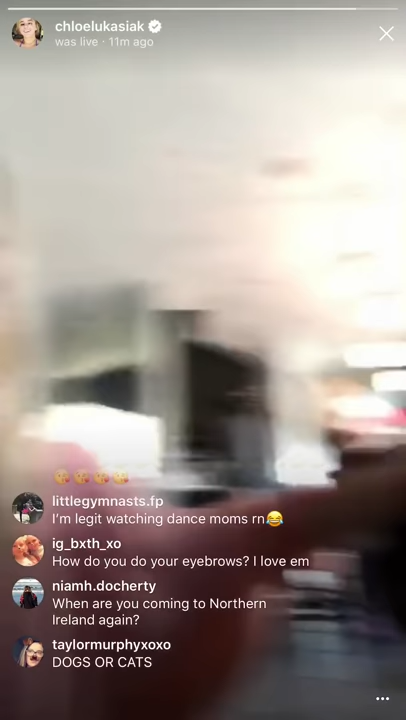 chloelukasiak
was live · 11m ago
😘 😘 😘 😘
littlegymnasts.fp
I'm legit watching dance moms rn😂
ig_bxth_xo
How do you do your eyebrows? I love em
niamh.docherty
When are you coming to Northern
Ireland again?
taylormurphyxoxo
DOGS OR CATS